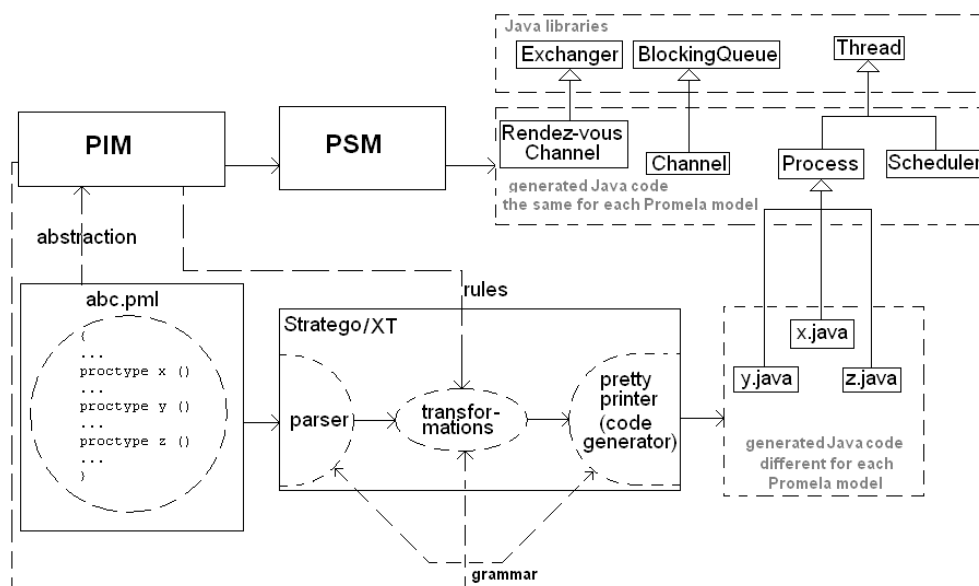 Java libraries
Exchanger
BlockingQueue
Thread
PIM
PSM
Rendez-vous
Channel
Channel
Process
Scheduler
generated Java code
the same for each Promela model
abstraction
rules
abc.pml
{
...
proctype x ()
...
proctype y ()
...
proctype z ()
...
}
Stratego/XT
parser
transfor-
mations
pretty
printer
(code
generator)
x.java
y.java
z.java
generated Java code
different for each
Promela model
grammar